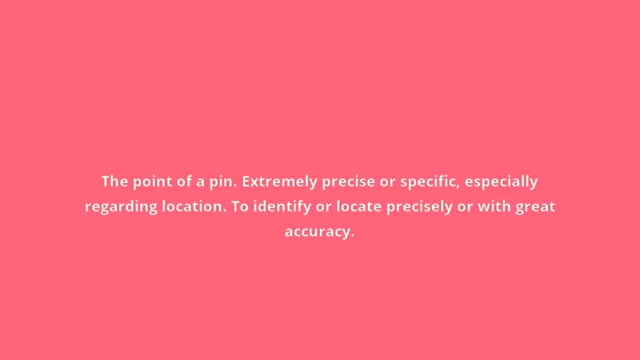 The point of a pin. Extremely precise or specific, especially
regarding location. To identify or locate precisely or with great
accuracy.